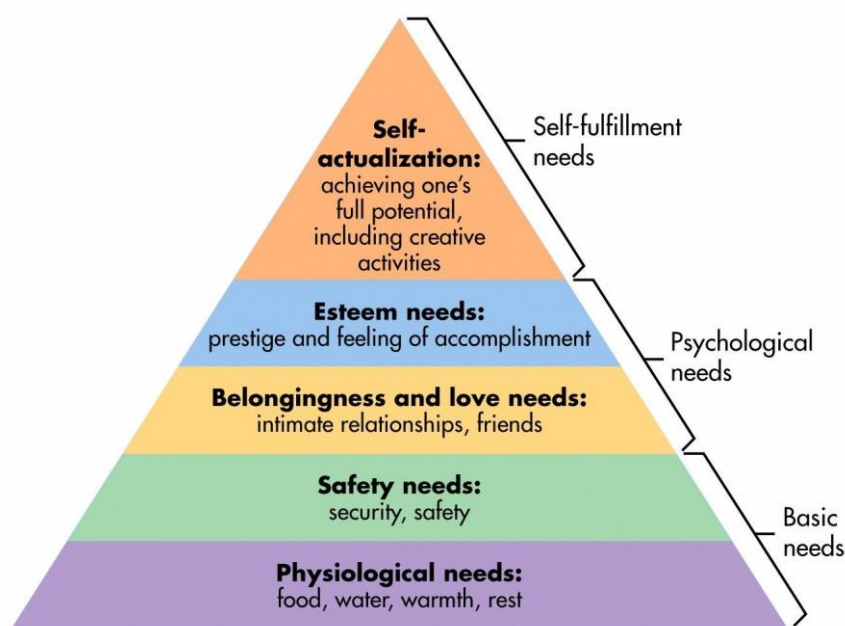 Self-
actualization:
achieving one's
full potential,
including creative
activities
Self-fulfillment
needs
Esteem needs:
prestige and feeling of accomplishment
Belongingness and love needs:
intimate relationships, friends
Psychological
needs
Safety needs:
security, safety
Physiological needs:
food, water, warmth, rest
Basic
needs